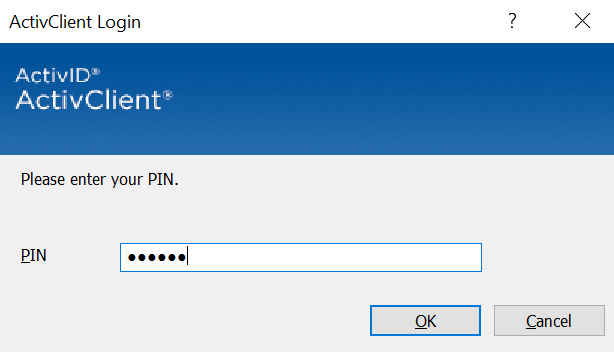 ActivClient Login
ActivID®
ActivClient®
Please enter your PIN.
PIN ●●●●●●
OK Cancel